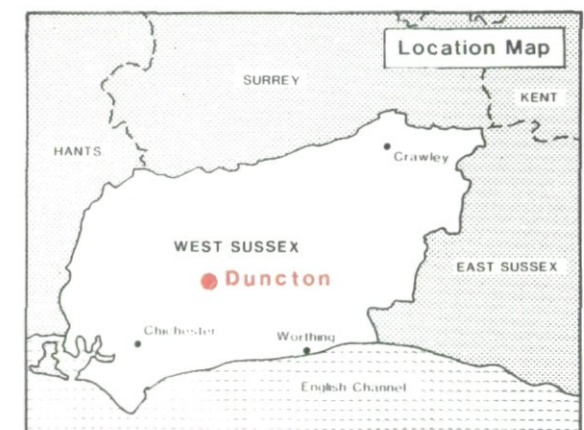 Location Map
SURREY
KENT
HANTS.
Crawley
WEST SUSSEX
EAST SUSSEX
Duncton
Chichester
Worthing
English Channel